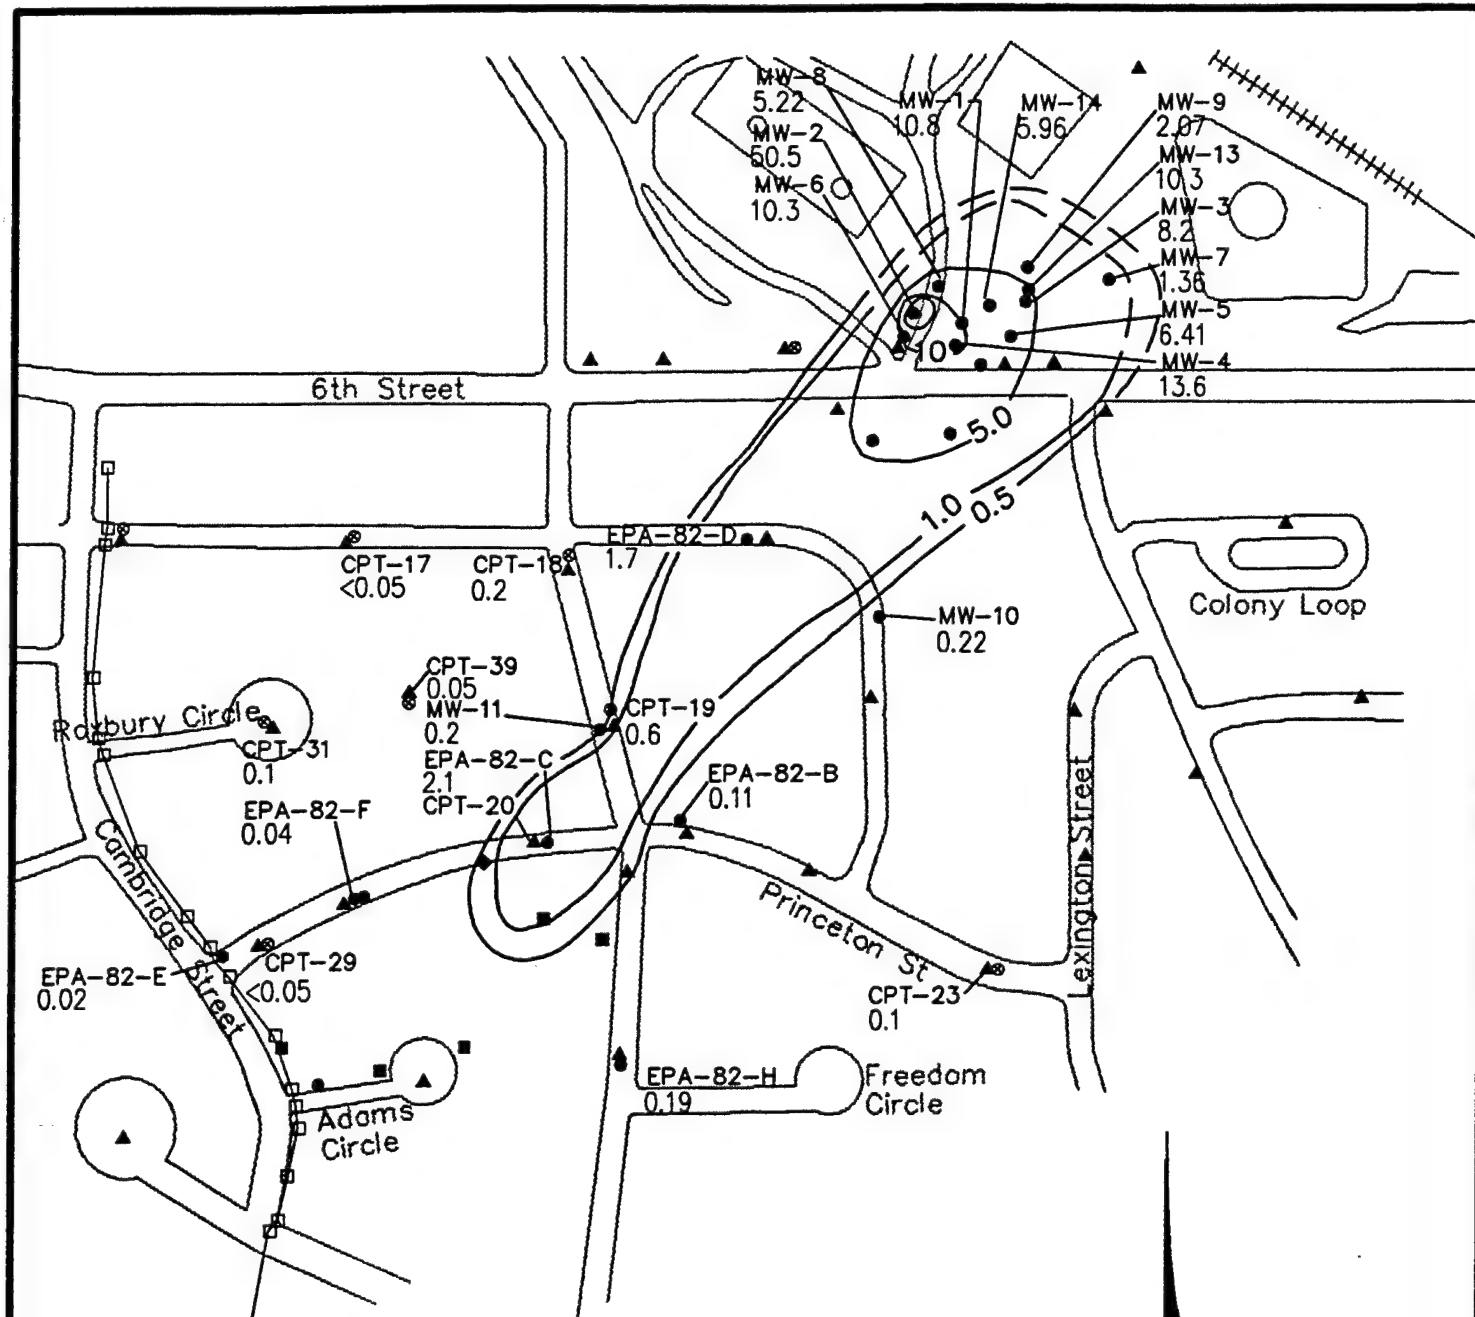 MW-8
5.22
MW-2
50.5
MW-6
10.3
MW-1
10.8
MW-14
5.96
MW-9
2.07
MW-13
10.3
MW-3
8.2
MW-7
1.36
MW-5
6.41
MW-4
13.6
10
5.0
1.0
0.5
6th Street
EPA-82-D
1.7
CPT-17
<0.05
CPT-18
0.2
Colony Loop
MW-10
0.22
CPT-39
0.05
MW-11
0.2
CPT-19
0.6
Roxbury Circle
CPT-31
0.1
EPA-82-C
2.1
CPT-20
EPA-82-B
0.11
EPA-82-F
0.04
Cambridge Street
Princeton St
Lexington Street
EPA-82-E
0.02
CPT-29
<0.05
CPT-23
0.1
EPA-82-H
0.19
Freedom
Circle
Adams
Circle